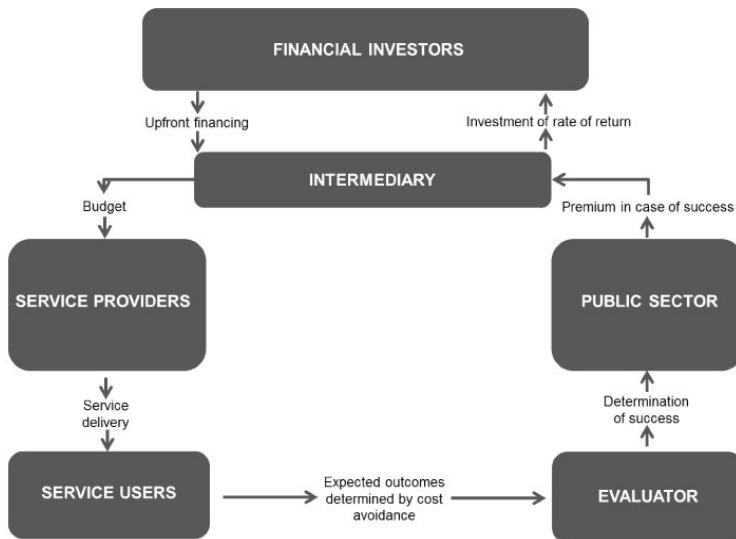 FINANCIAL INVESTORS
Upfront financing
Investment of rate of return
INTERMEDIARY
Budget
Premium in case of success
SERVICE PROVIDERS
PUBLIC SECTOR
Service
delivery
Determination
of success
SERVICE USERS
Expected outcomes
determined by cost
avoidance
EVALUATOR